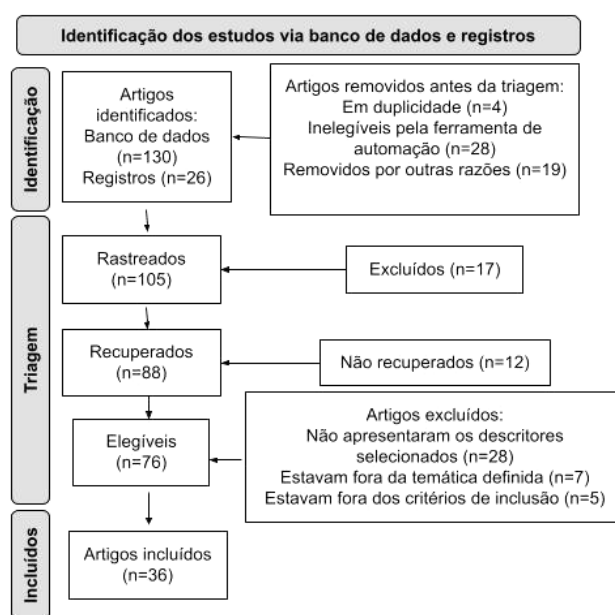 Identificação dos estudos via banco de dados e registros
Identificação
Artigos
identificados:
Banco de dados
(n=130)
Registros (n=26)
Artigos removidos antes da triagem:
Em duplicidade (n=4)
Inelegíveis pela ferramenta de
automação (n=28)
Removidos por outras razões (n=19)
Triagem
Rastreados
(n=105)
Excluídos (n=17)
Recuperados
(n=88)
Não recuperados (n=12)
Elegíveis
(n=76)
Artigos excluídos:
Não apresentaram os descritores
selecionados (n=28)
Estavam fora da temática definida (n=7)
Estavam fora dos critérios de inclusão (n=5)
Incluídos
Artigos incluídos
(n=36)